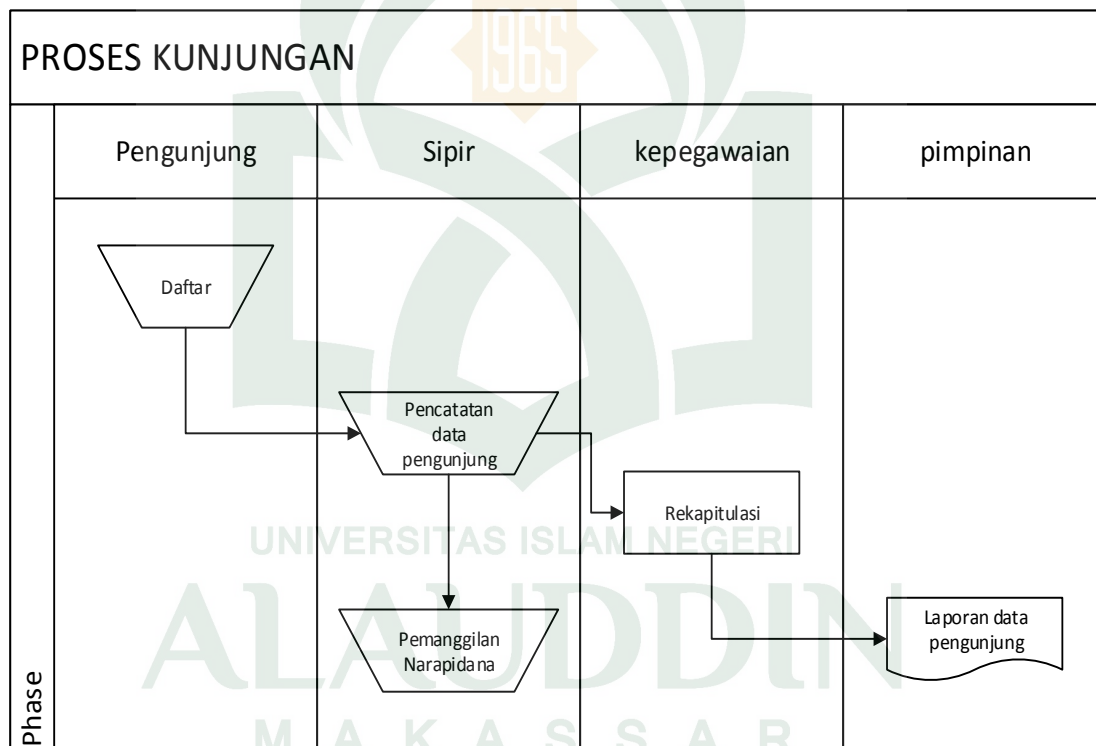 1965
PROSES KUNJUNGAN
Pengunjung
Sipir
kepegawaian
pimpinan
Daftar
Pencatatan
data
pengunjung
Rekapitulasi
UNIVERSITAS ISLAM NEGERI
ALAUDDIN
Pemanggilan
Narapidana
Laporan data
pengunjung
Phase
MAKASSAR